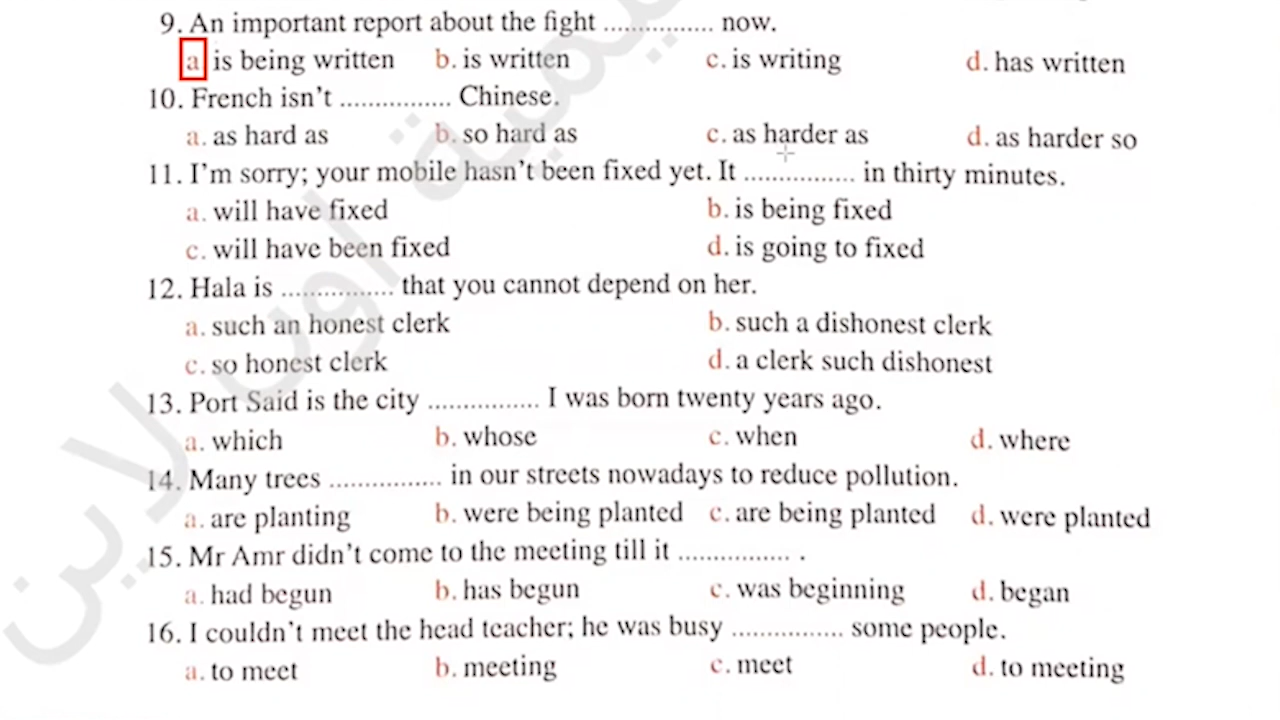 9. An important report about the fight ................ now.
a is being written b. is written c. is writing d. has written
10. French isn't ................ Chinese.
a. as hard as b. so hard as c. as harder as d. as harder so
11. I'm sorry; your mobile hasn't been fixed yet. It ................ in thirty minutes.
a. will have fixed b. is being fixed
c. will have been fixed d. is going to fixed
12. Hala is ................ that you cannot depend on her.
a. such an honest clerk b. such a dishonest clerk
c. so honest clerk d. a clerk such dishonest
13. Port Said is the city ................ I was born twenty years ago.
a. which b. whose c. when d. where
14. Many trees ................ in our streets nowadays to reduce pollution.
a. are planting b. were being planted c. are being planted d. were planted
15. Mr Amr didn't come to the meeting till it ................ .
a. had begun b. has begun c. was beginning d. began
16. I couldn't meet the head teacher; he was busy ................ some people.
a. to meet b. meeting c. meet d. to meeting
اون لاين